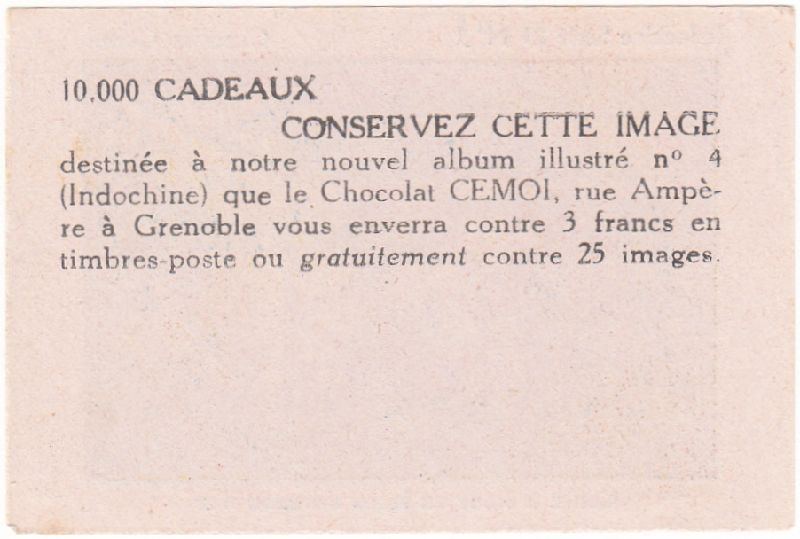 10.000 CADEAUX
CONSERVEZ CETTE IMAGE
destinée à notre nouvel album illustré nº 4
(Indochine) que le Chocolat CEMOI, rue Ampè-
re à Grenoble vous enverra contre 3 francs en
timbres-poste ou gratuitement contre 25 images.